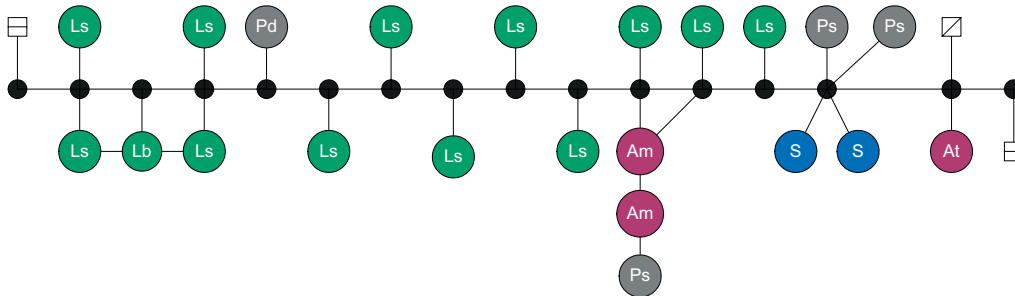 Ls Ls Pd Ls Ls Ls Ls Ls Ps Ps
Ls Lb Ls Ls Ls Ls Am S S At
Am
Ps